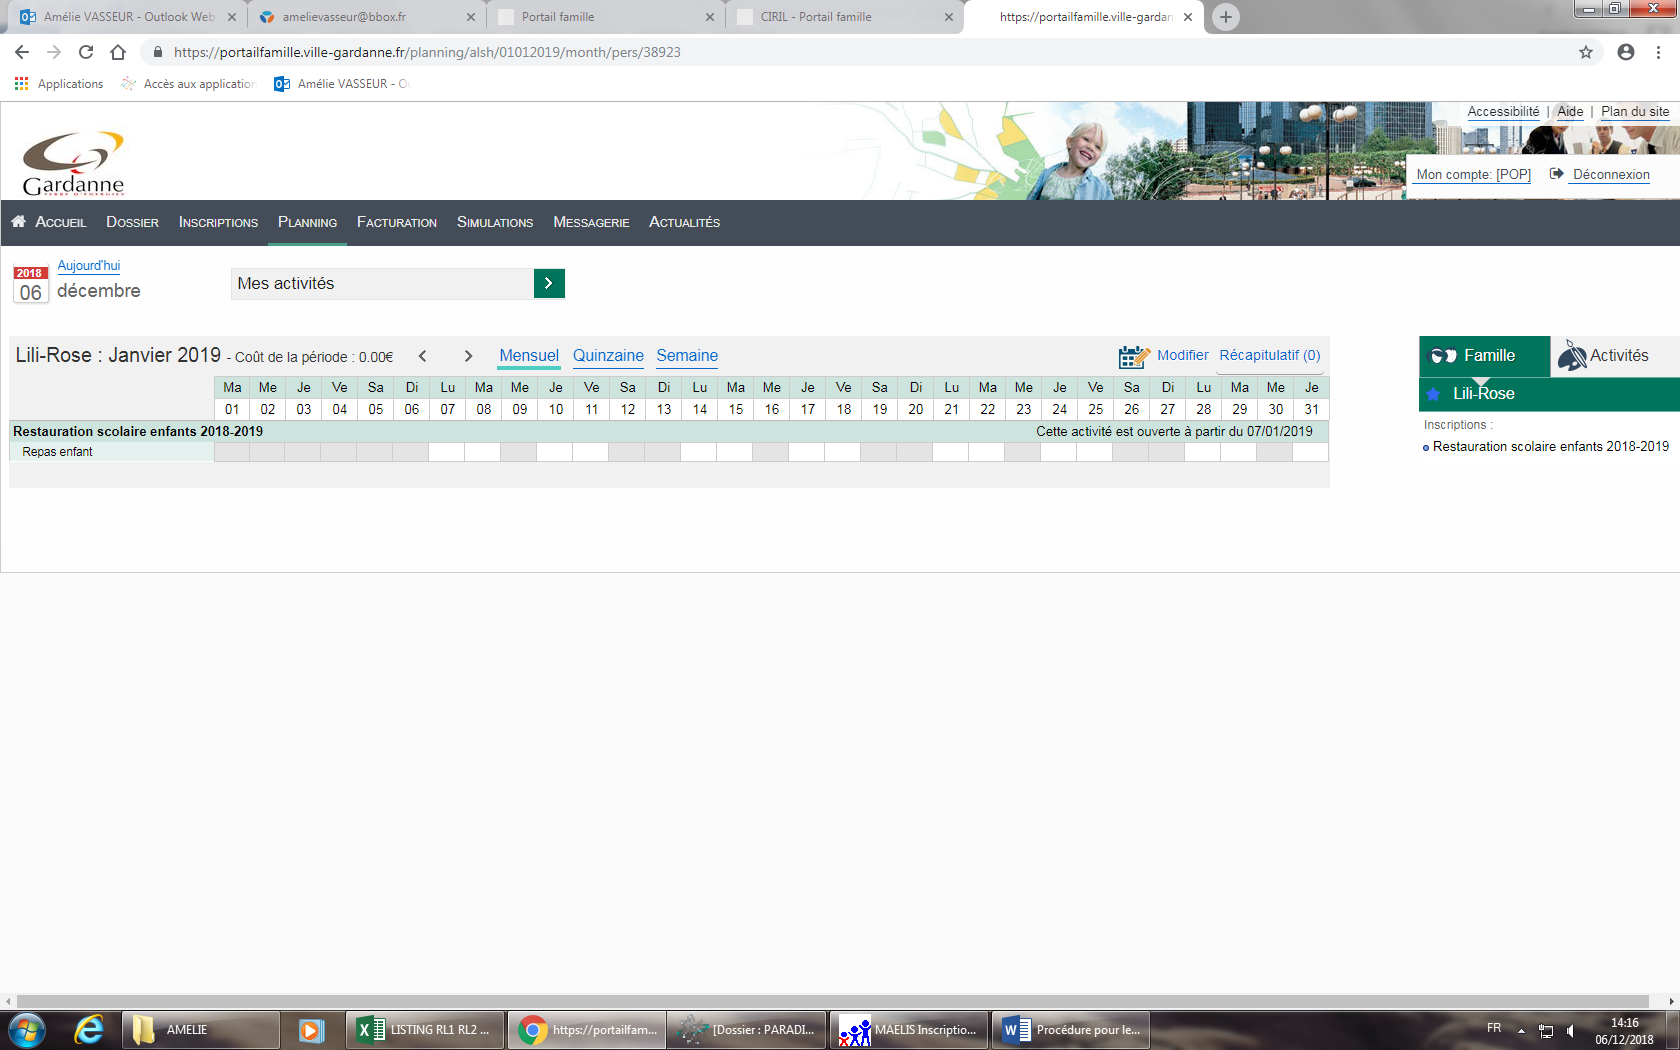 Amélie VASSEUR - Outlook Web
amelievasseur@bbox.fr
Portail famille
CIRIL - Portail famille
https://portailfamille.ville-gardan
https://portailfamille.ville-gardanne.fr/planning/alsh/01012019/month/pers/38923
Applications
Accès aux application
Amélie VASSEUR - O
Accessibilité | Aide | Plan du site
Gardanne
Mon compte: [POP]
Déconnexion
Accueil Dossier Inscriptions Planning Facturation Simulations Messagerie Actualités
2018
06
Aujourd'hui
décembre
Mes activités
Lili-Rose : Janvier 2019 - Coût de la période : 0.00€
Mensuel Quinzaine Semaine
Modifier Récapitulatif (0)
Ma Me Je Ve Sa Di Lu Ma Me Je Ve Sa Di Lu Ma Me Je Ve Sa Di Lu Ma Me Je Ve Sa Di Lu Ma Me Je
01 02 03 04 05 06 07 08 09 10 11 12 13 14 15 16 17 18 19 20 21 22 23 24 25 26 27 28 29 30 31
Restauration scolaire enfants 2018-2019 Cette activité est ouverte à partir du 07/01/2019
Repas enfant
Famille Activités
Lili-Rose
Inscriptions :
Restauration scolaire enfants 2018-2019
AMELIE
LISTING RL1 RL2 ...
https://portailfam...
[Dossier : PARADI...
MAELIS Inscriptio...
Procédure pour le...
FR
14:16
06/12/2018